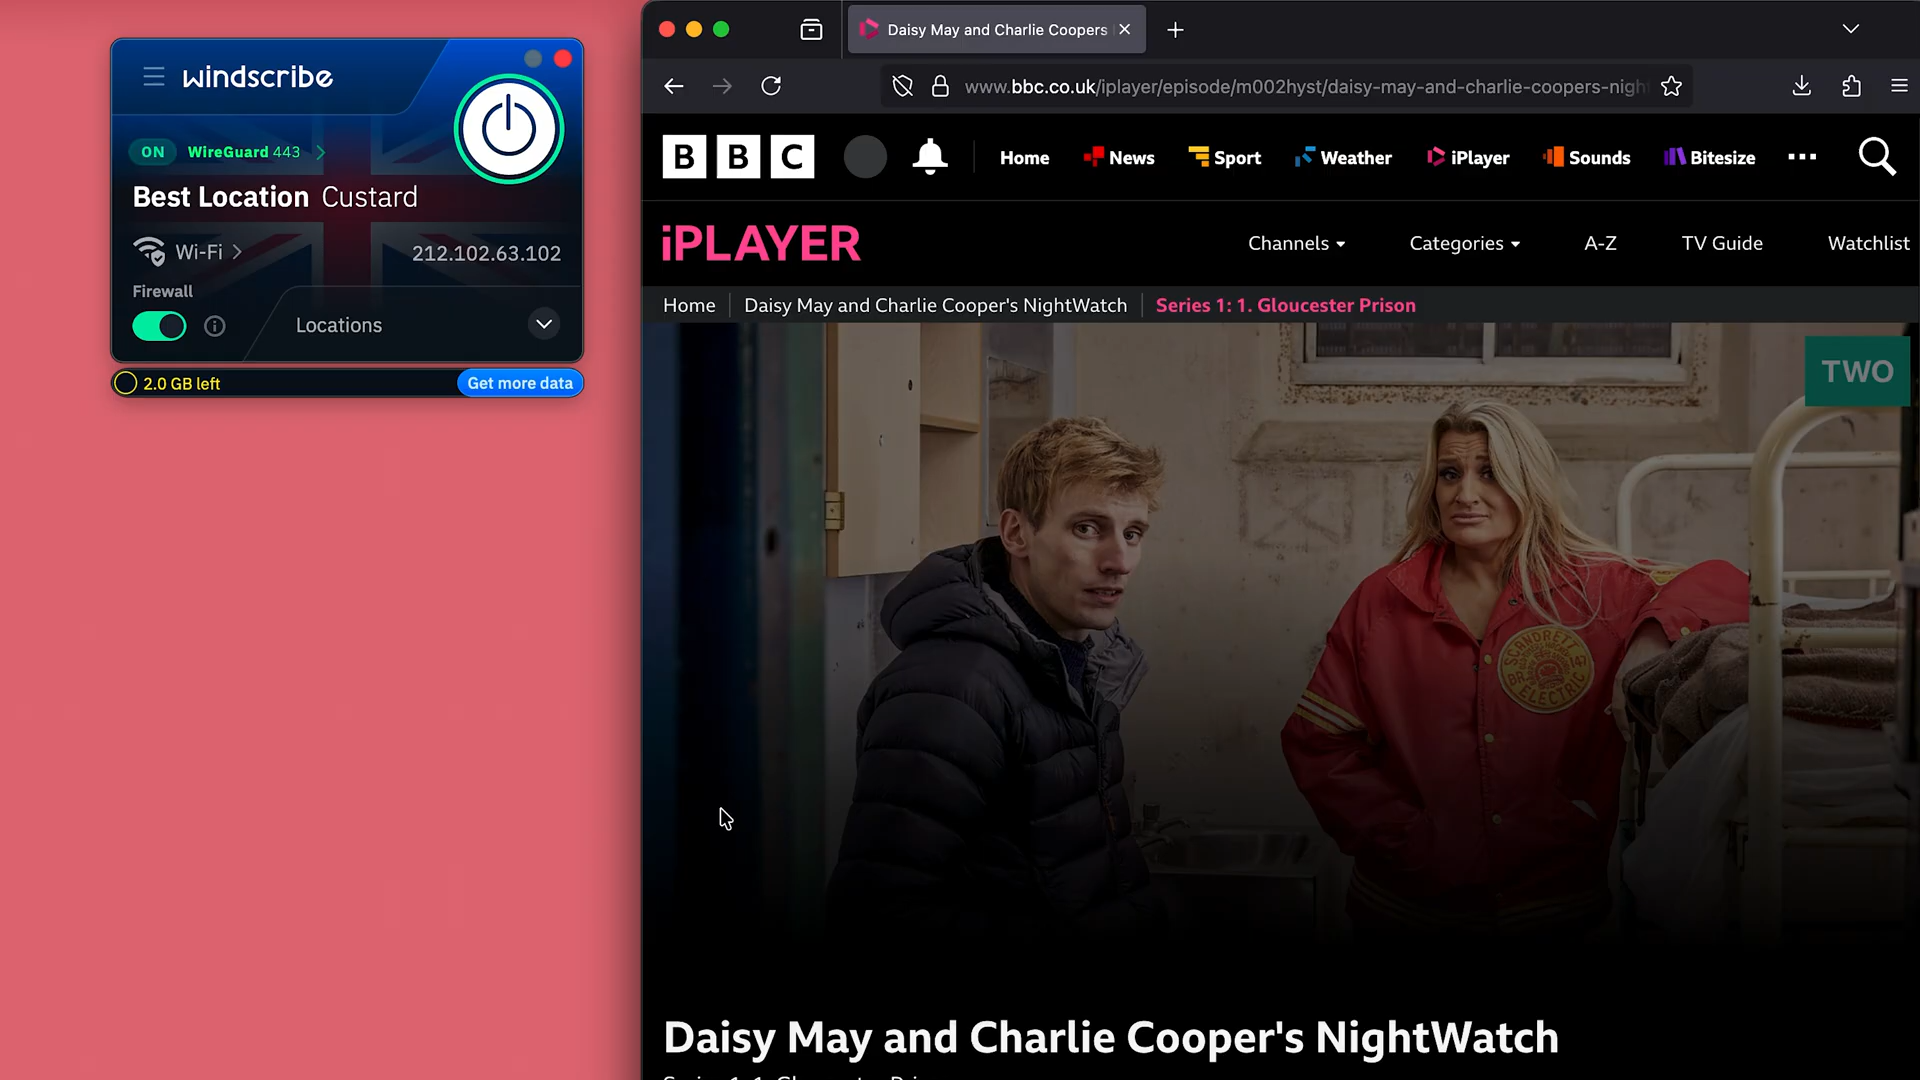 windscribe
ON WireGuard 443
Best Location Custard
Wi-Fi 212.102.63.102
Firewall
Locations
2.0 GB left Get more data
Daisy May and Charlie Coopers
www.bbc.co.uk/iplayer/episode/m002hyst/daisy-may-and-charlie-coopers-nigh
BBC Home News Sport Weather iPlayer Sounds Bitesize
iPLAYER Channels Categories A-Z TV Guide Watchlist
Home Daisy May and Charlie Cooper's NightWatch Series 1: 1. Gloucester Prison
TWO
SCANDRETT
147
ELECTRIC
Daisy May and Charlie Cooper's NightWatch